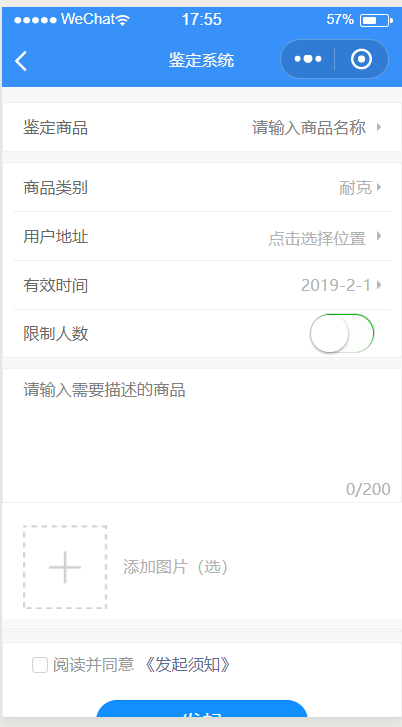 WeChat 17:55 57%
鉴定系统
鉴定商品 请输入商品名称
商品类别 耐克
用户地址 点击选择位置
有效时间 2019-2-1
限制人数
请输入需要描述的商品
0/200
添加图片（选）
阅读并同意《发起须知》